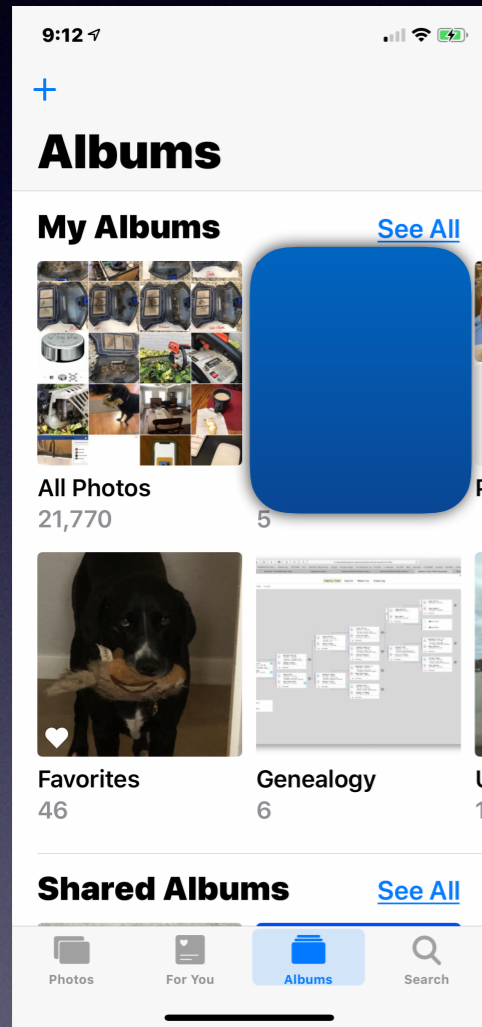 9:12
+
Albums
My Albums See All
All Photos
21,770
5
Favorites
46
Genealogy
6
Shared Albums See All
Photos For You Albums Search